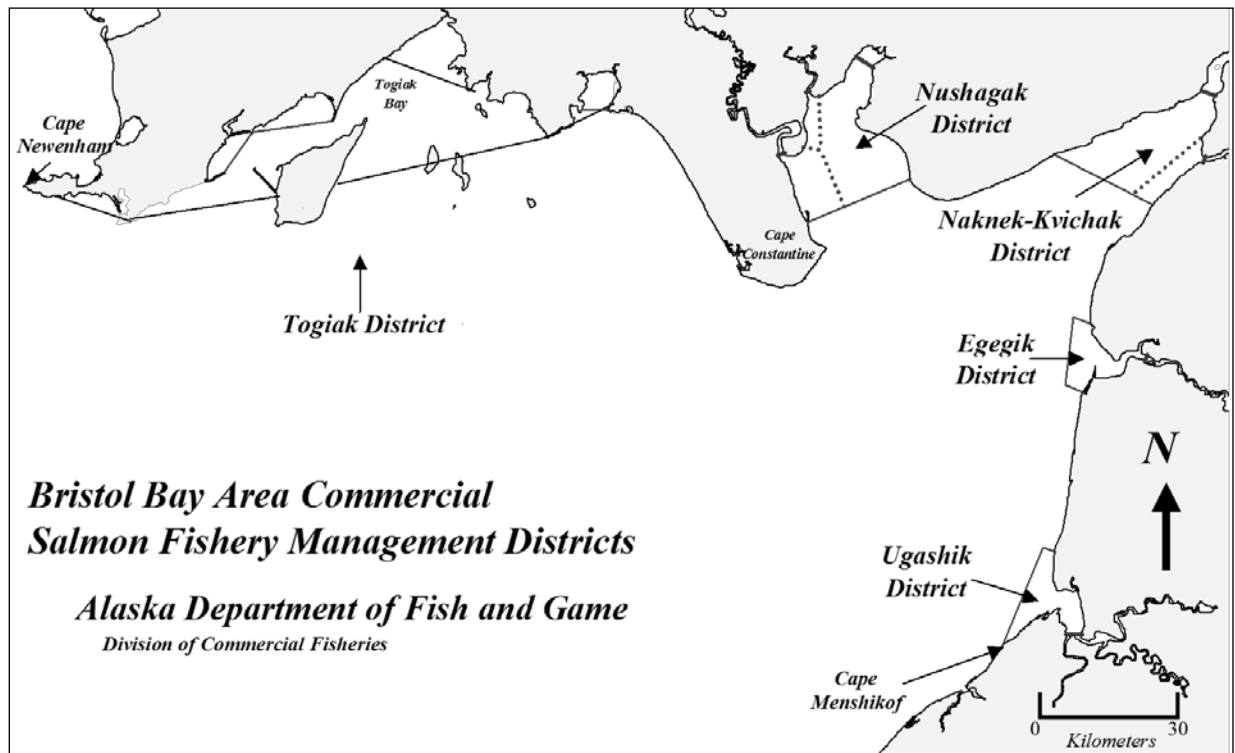 Togiak
Bay
Nushagak
District
Cape
Newenham
Naknek-Kvichak
District
Cape
Constantine
Togiak District
Egegik
District
N
Bristol Bay Area Commercial
Salmon Fishery Management Districts
Ugashik
District
Alaska Department of Fish and Game
Division of Commercial Fisheries
Cape
Menshikof
0
30
Kilometers